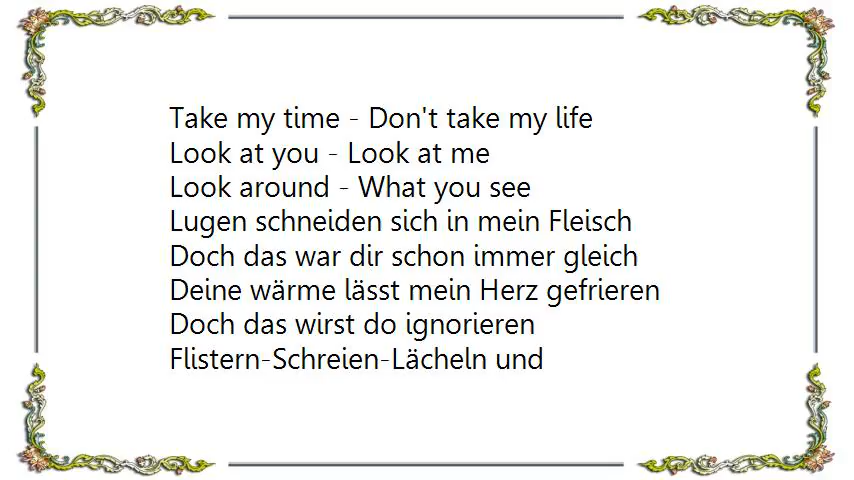 Take my time - Don't take my life
Look at you - Look at me
Look around - What you see
Lugen schneiden sich in mein Fleisch
Doch das war dir schon immer gleich
Deine wärme lässt mein Herz gefrieren
Doch das wirst do ignorieren
Flistern-Schreien-Lächeln und